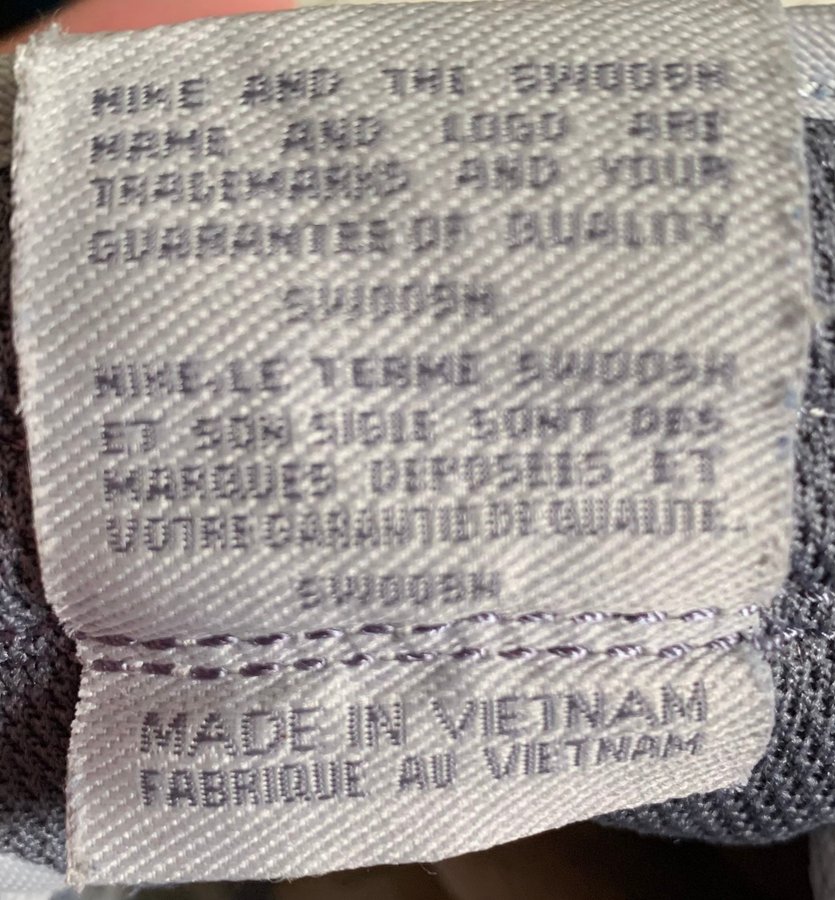 NIKE AND THE SWOOSH
NAME AND LOGO ARE
TRADEMARKS AND YOUR
GUARANTEE OF QUALITY
SWOOSH
NIKE, LE TERME SWOOSH
ET SON SIGLE SONT DES
MARQUES DEPOSEES ET
VOTRE GARANTIE DE QUALITE.
SWOOSH
MADE IN VIETNAM
FABRIQUE AU VIETNAM